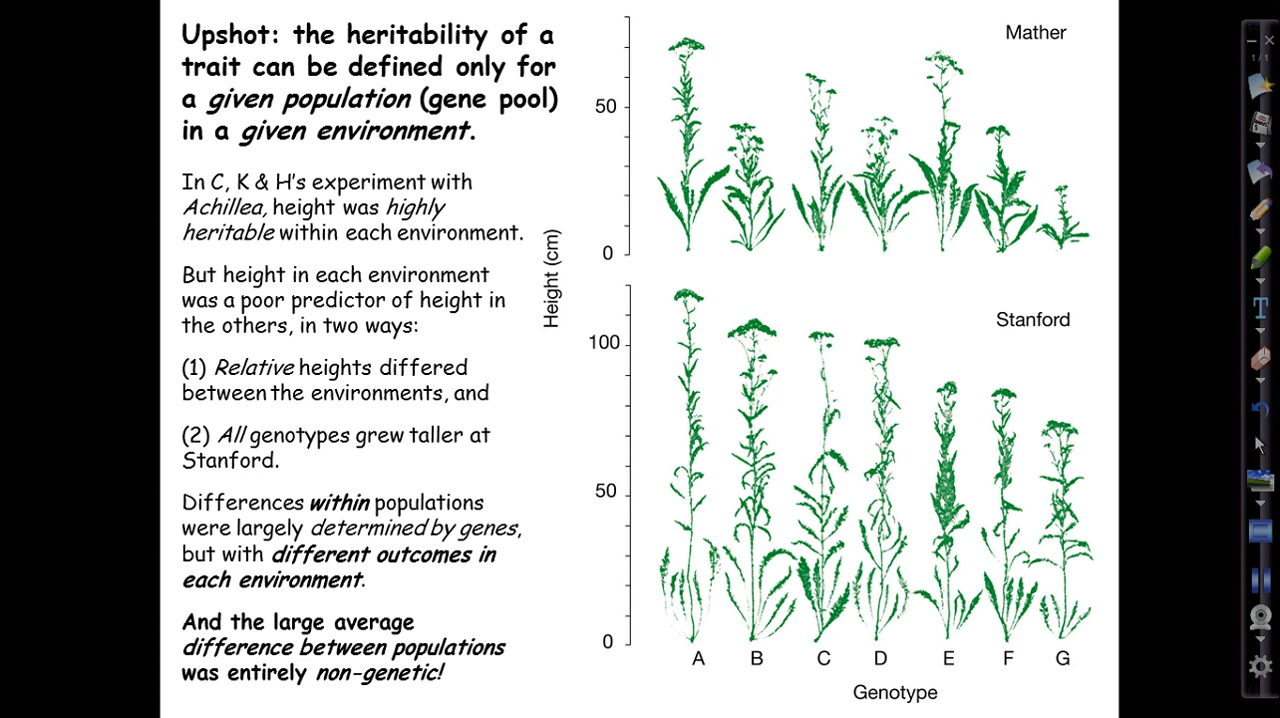 Upshot: the heritability of a
trait can be defined only for
a given population (gene pool)
in a given environment.
In C, K & H's experiment with
Achillea, height was highly
heritable within each environment.
But height in each environment
was a poor predictor of height in
the others, in two ways:
(1) Relative heights differed
between the environments, and
(2) All genotypes grew taller at
Stanford.
Differences within populations
were largely determined by genes,
but with different outcomes in
each environment.
And the large average
difference between populations
was entirely non-genetic!
Height (cm)
Mather
50
0
Stanford
100
50
0
A B C D E F G
Genotype
1/1